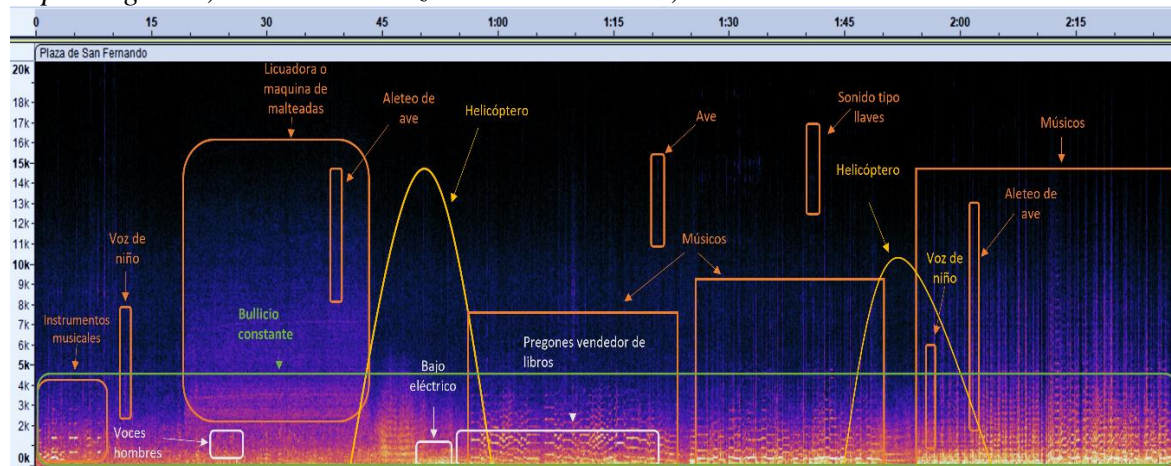 0 15 30 45 1:00 1:15 1:30 1:45 2:00 2:15
Plaza de San Fernando
20k
18k
17k
16k
15k
14k
13k
12k
11k
10k
9k
8k
7k
6k
5k
4k
3k
2k
0k
Licuadora o
maquina de
malteadas
Aleteo de
ave
Helicóptero
Ave
Sonido tipo
llaves
Músicos
Helicóptero
Aleteo de
ave
Voz de
niño
Músicos
Voz de
niño
Instrumentos
musicales
Bullicio
constante
Pregones vendedor de
libros
Bajo
eléctrico
Voces
hombres